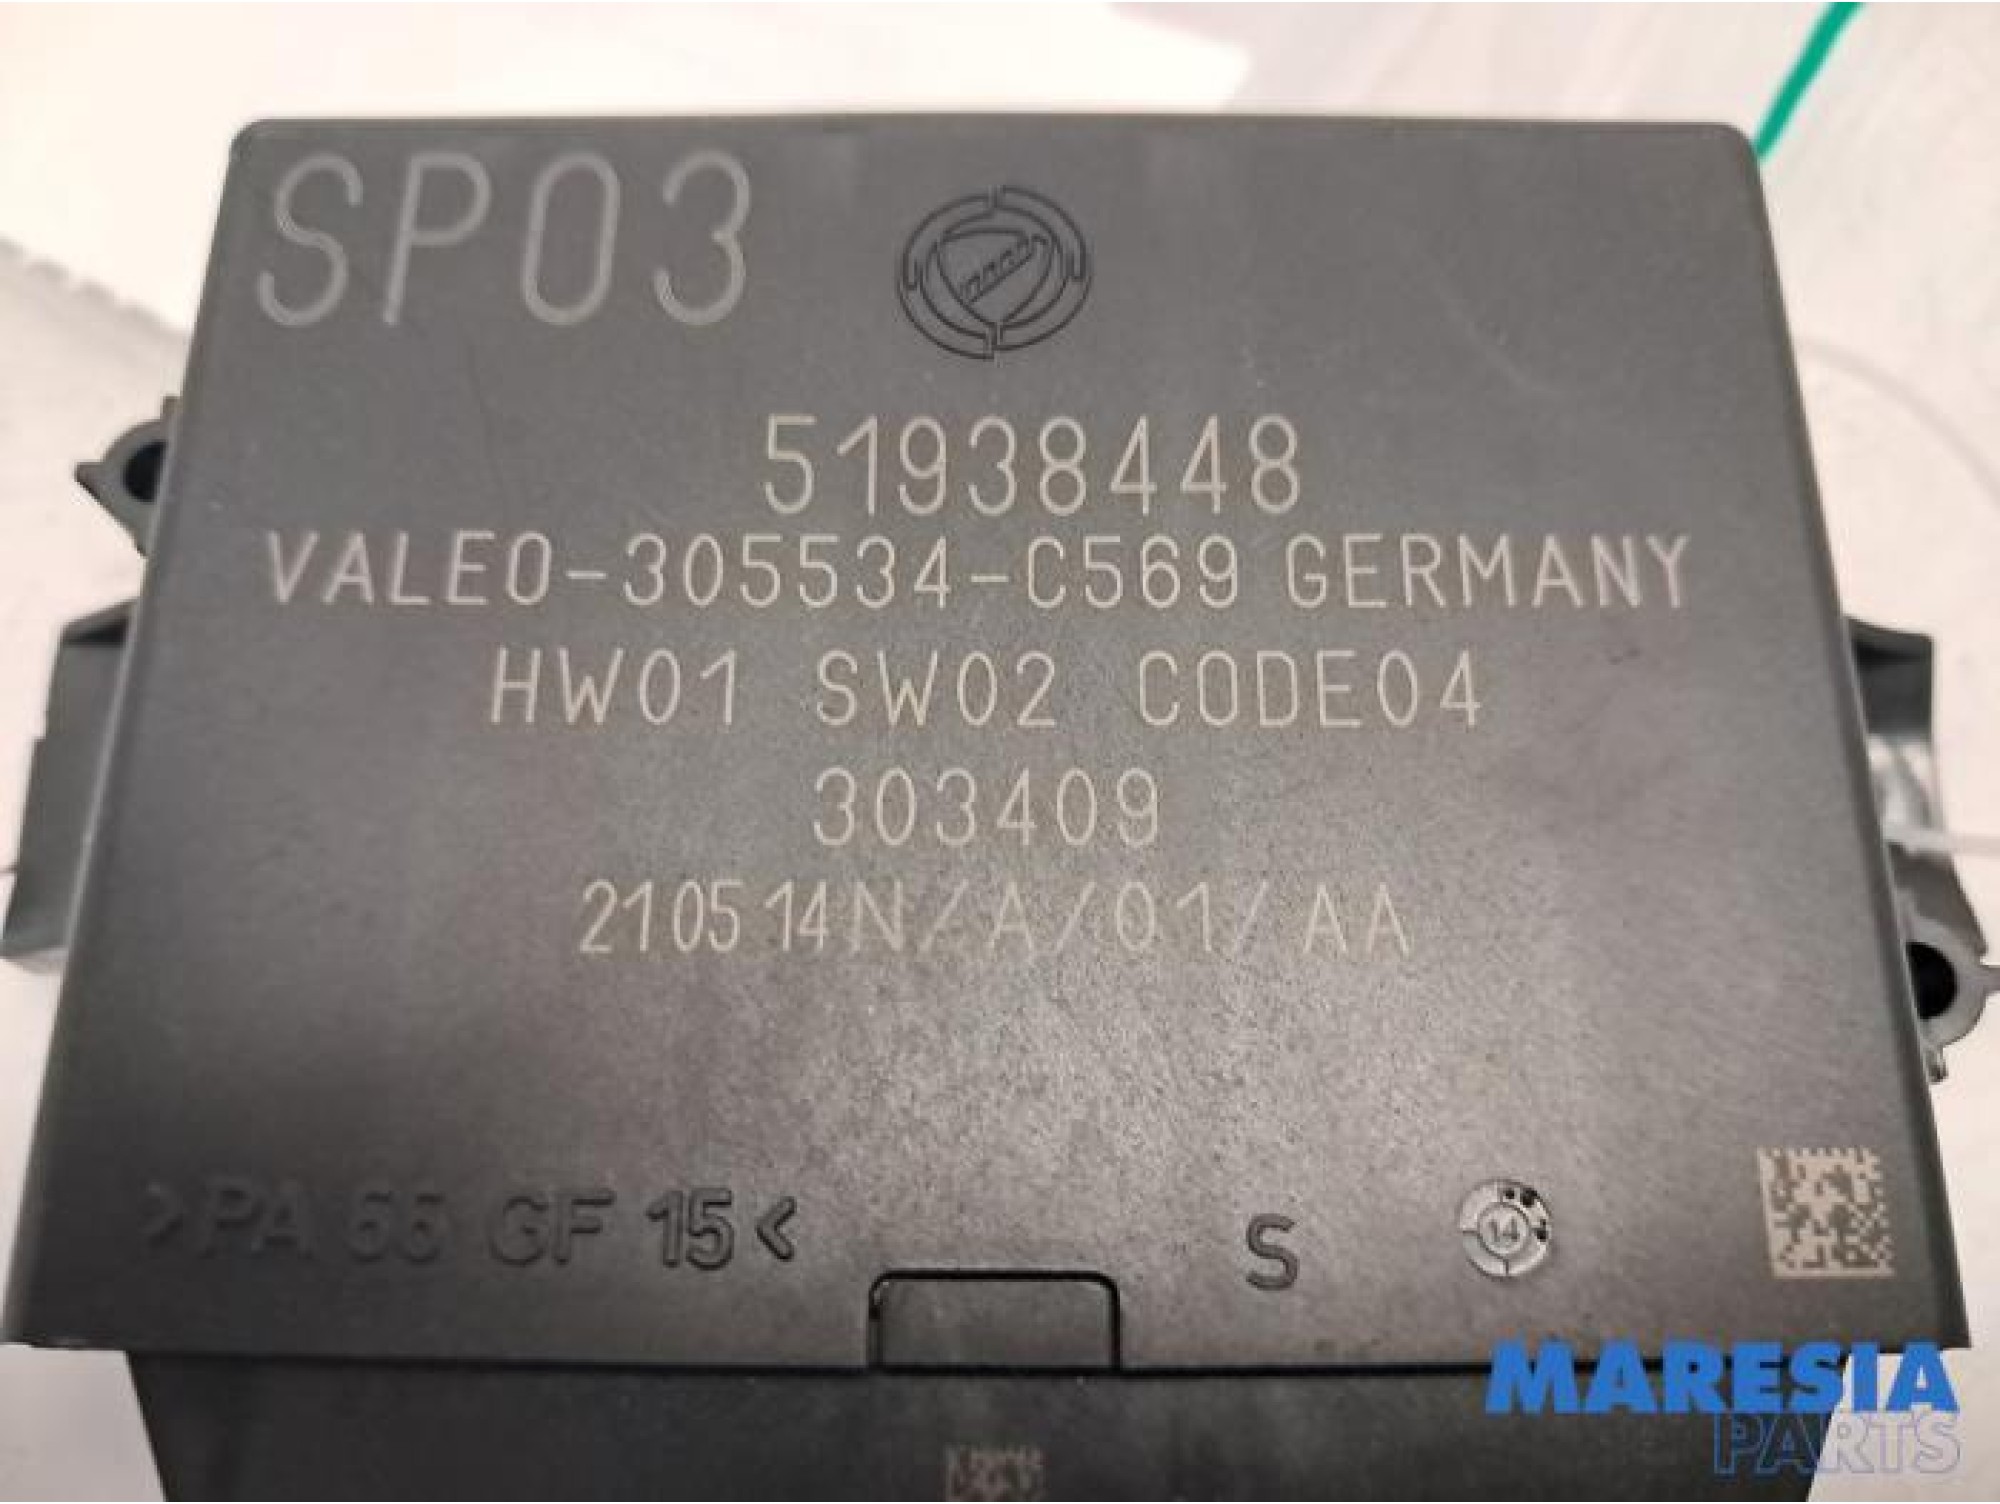 SP03
51938448
VALEO-305534-C569 GERMANY
HW01 SW02 CODE04
303409
210514N/A/01/AA
>PA 66 GF 15<
S
14
MARESIA
PARTS